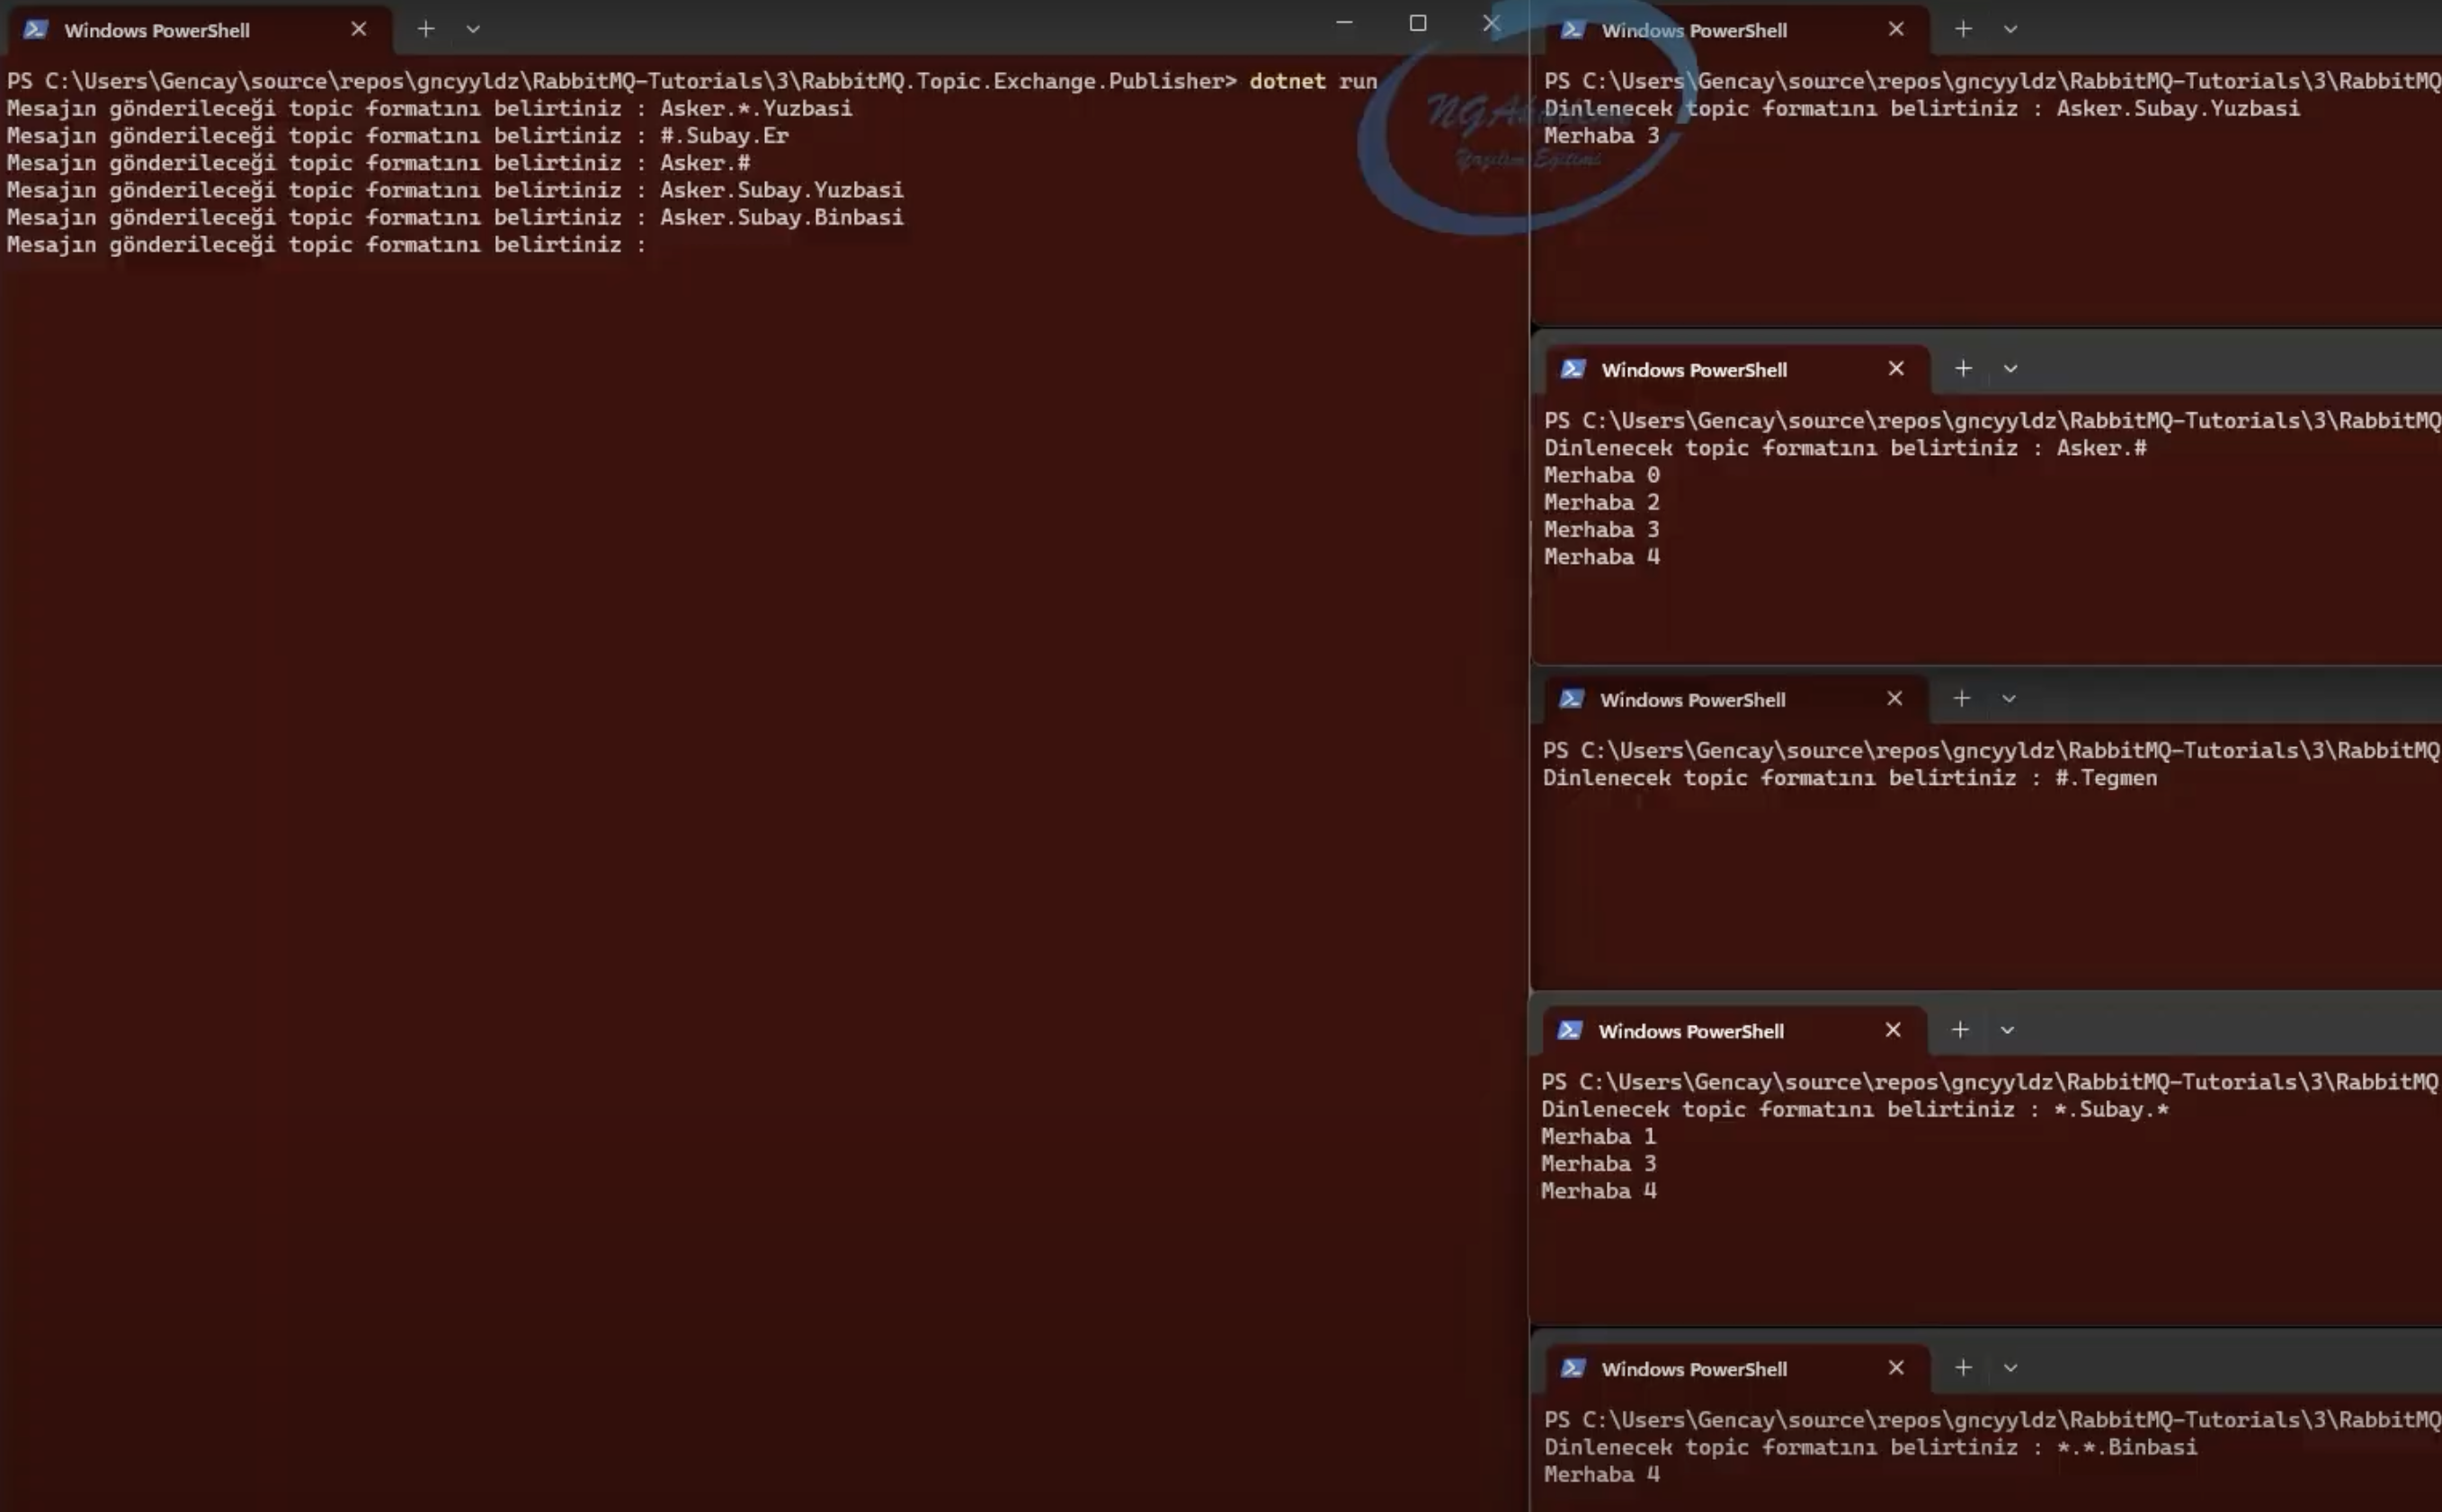 Windows PowerShell
PS C:\Users\Gencay\source\repos\gncyyldz\RabbitMQ-Tutorials\3\RabbitMQ.Topic.Exchange.Publisher> dotnet run
Mesajın gönderileceği topic formatını belirtiniz : Asker.*.Yuzbasi
Mesajın gönderileceği topic formatını belirtiniz : #.Subay.Er
Mesajın gönderileceği topic formatını belirtiniz : Asker.#
Mesajın gönderileceği topic formatını belirtiniz : Asker.Subay.Yuzbasi
Mesajın gönderileceği topic formatını belirtiniz : Asker.Subay.Binbasi
Mesajın gönderileceği topic formatını belirtiniz :
Windows PowerShell
PS C:\Users\Gencay\source\repos\gncyyldz\RabbitMQ-Tutorials\3\RabbitMQ
Dinlenecek topic formatını belirtiniz : Asker.Subay.Yuzbasi
Merhaba 3
Yazılım Eğitimi
Windows PowerShell
PS C:\Users\Gencay\source\repos\gncyyldz\RabbitMQ-Tutorials\3\RabbitMQ
Dinlenecek topic formatını belirtiniz : Asker.#
Merhaba 0
Merhaba 2
Merhaba 3
Merhaba 4
Windows PowerShell
PS C:\Users\Gencay\source\repos\gncyyldz\RabbitMQ-Tutorials\3\RabbitMQ
Dinlenecek topic formatını belirtiniz : #.Tegmen
Windows PowerShell
PS C:\Users\Gencay\source\repos\gncyyldz\RabbitMQ-Tutorials\3\RabbitMQ
Dinlenecek topic formatını belirtiniz : *.Subay.*
Merhaba 1
Merhaba 3
Merhaba 4
Windows PowerShell
PS C:\Users\Gencay\source\repos\gncyyldz\RabbitMQ-Tutorials\3\RabbitMQ
Dinlenecek topic formatını belirtiniz : *.*.Binbasi
Merhaba 4